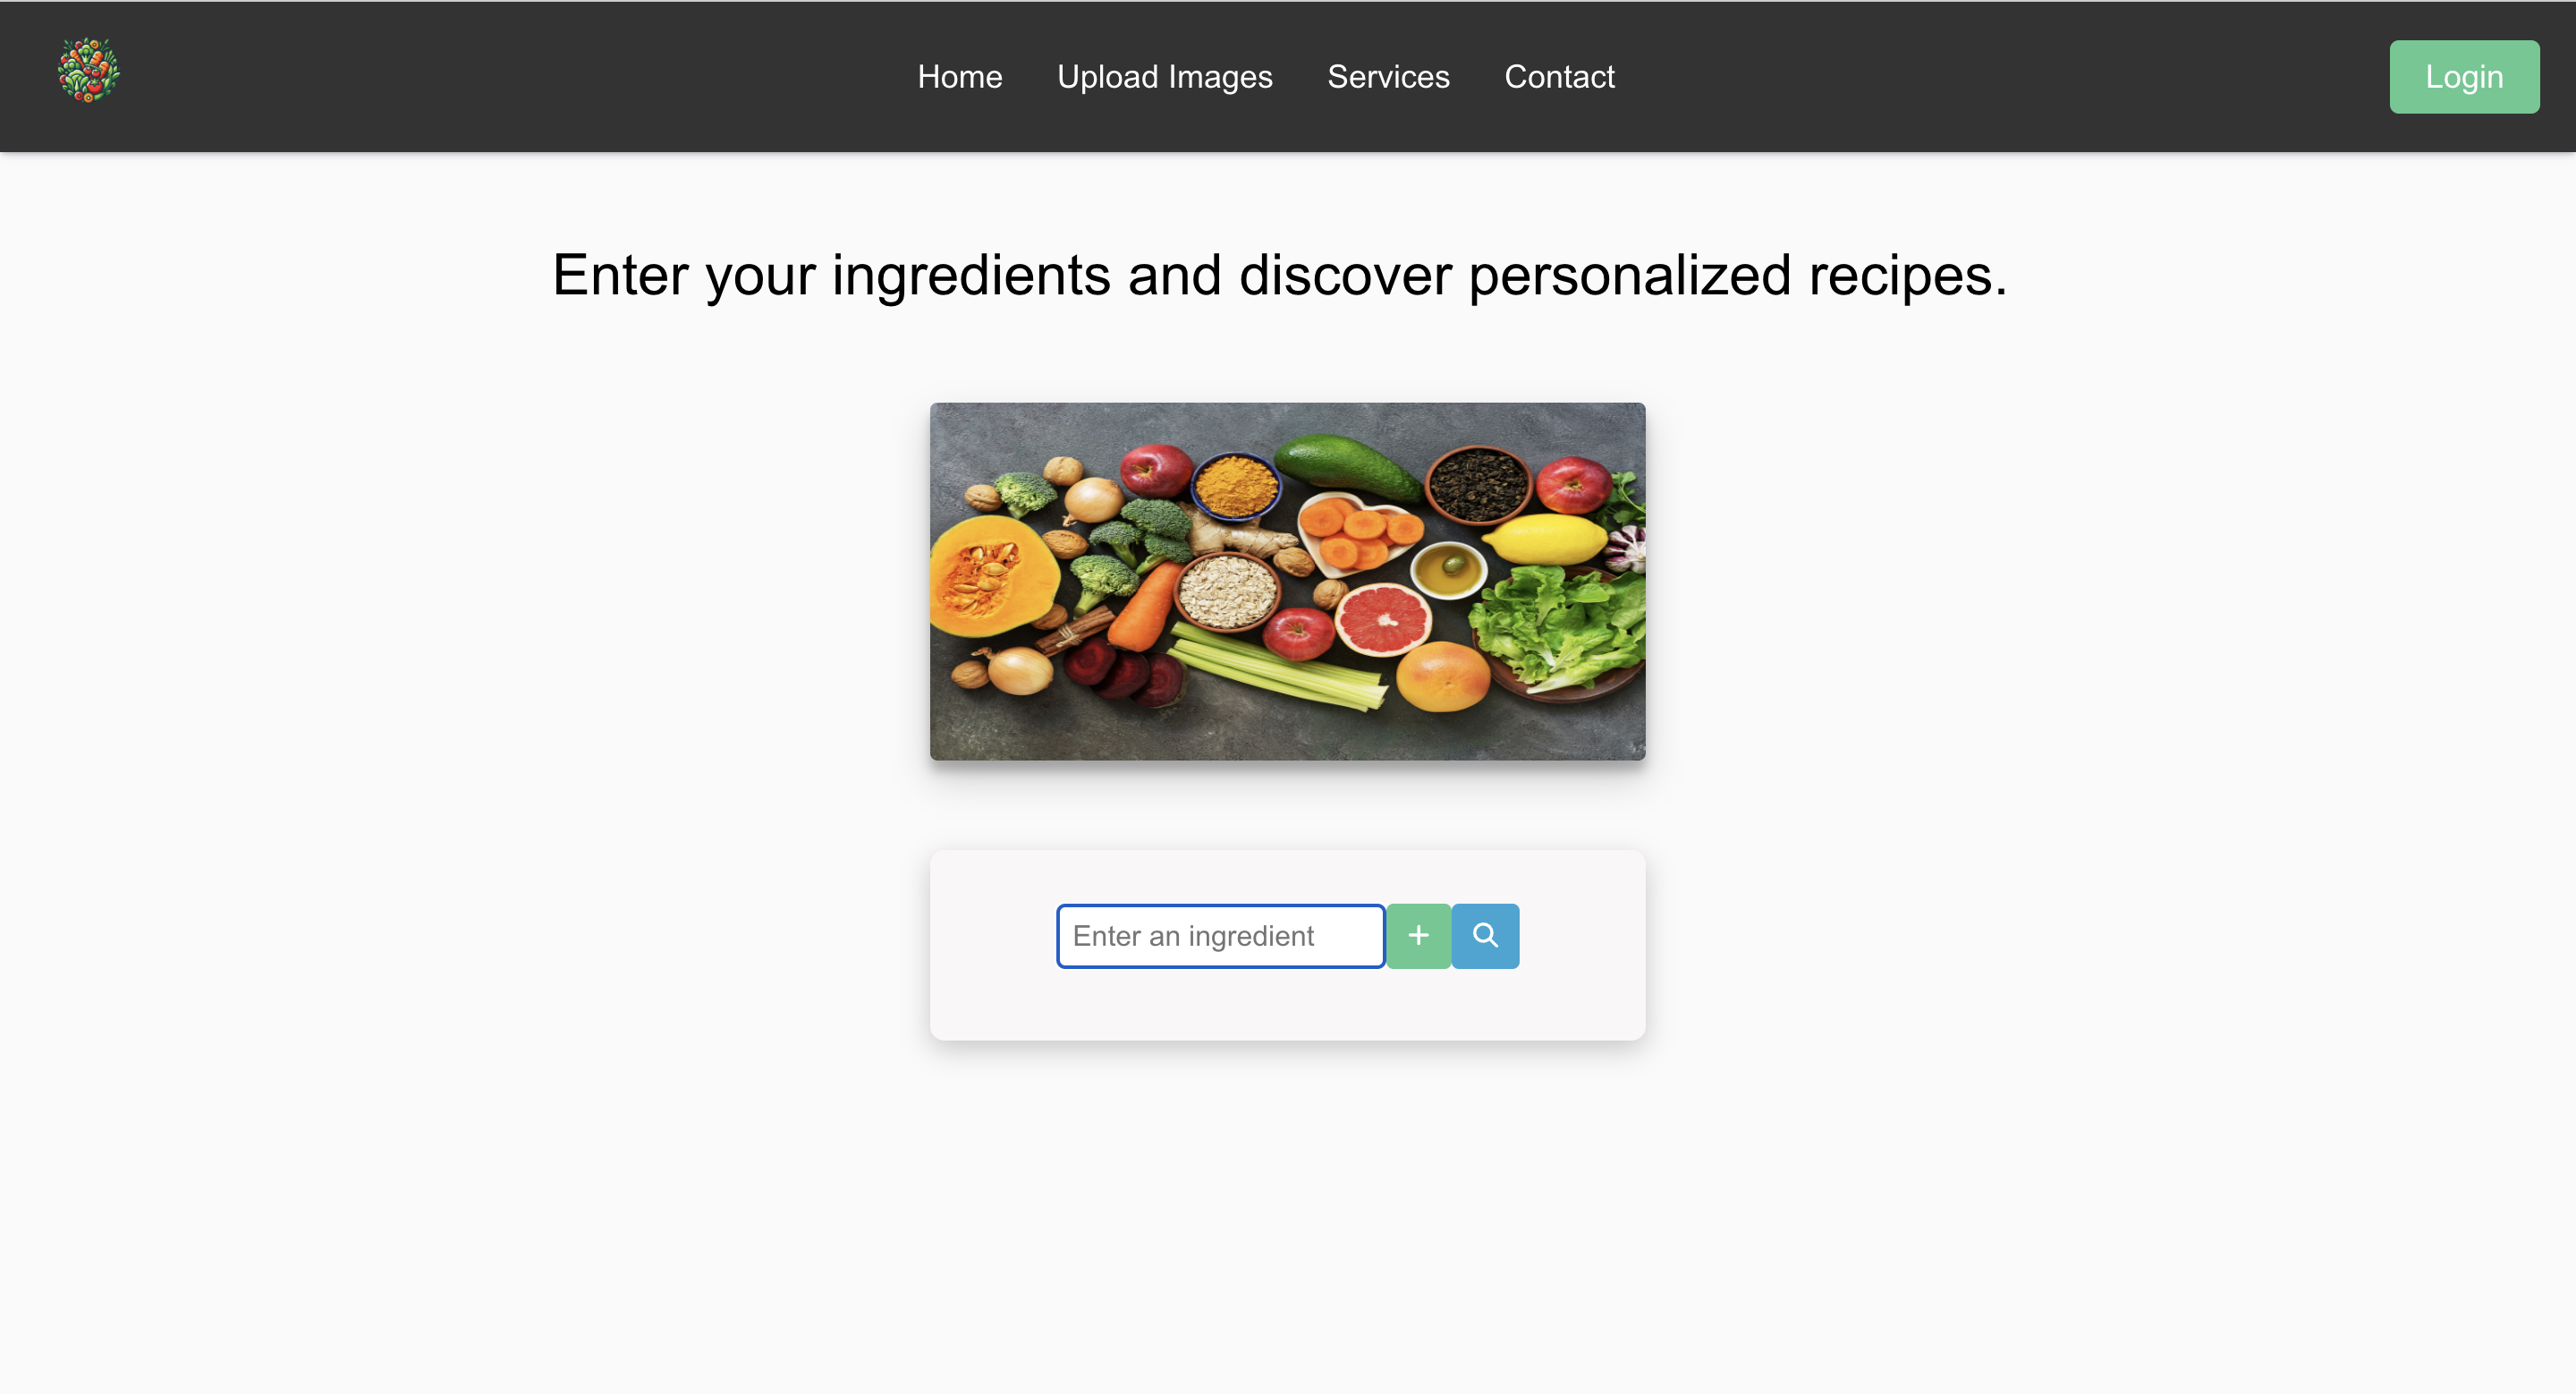 Home
Upload Images
Services
Contact
Login
Enter your ingredients and discover personalized recipes.
Enter an ingredient